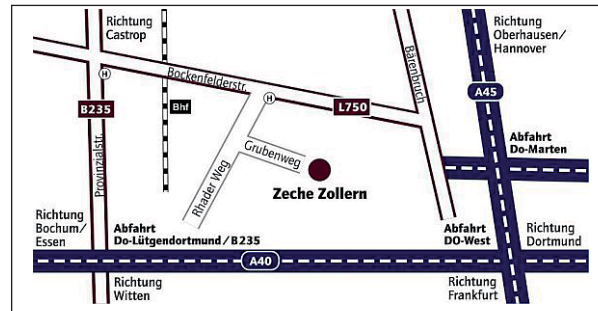 Richtung
Castrop
Richtung
Oberhausen/
Hannover
Bockenfelderstr.
H
H
Bärenbruch
B235
Bhf
L750
A45
Provinzialstr.
Rhader Weg
Grubenweg
Abfahrt
Do-Marten
Zeche Zollern
Richtung
Bochum/
Essen
Abfahrt
Do-Lütgendortmund/B235
Abfahrt
DO-West
Richtung
Dortmund
A40
Richtung
Witten
Richtung
Frankfurt